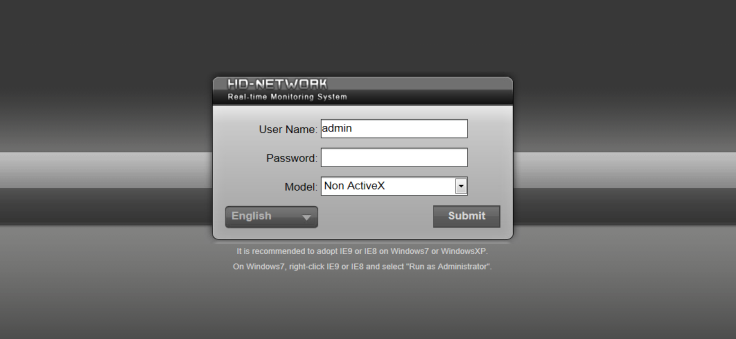 HD-NETWORK
Real-time Monitoring System
User Name: admin
Password:
Model: Non ActiveX
English
Submit
It is recommended to adopt IE9 or IE8 on Windows7 or WindowsXP.
On Windows7, right-click IE9 or IE8 and select "Run as Administrator".